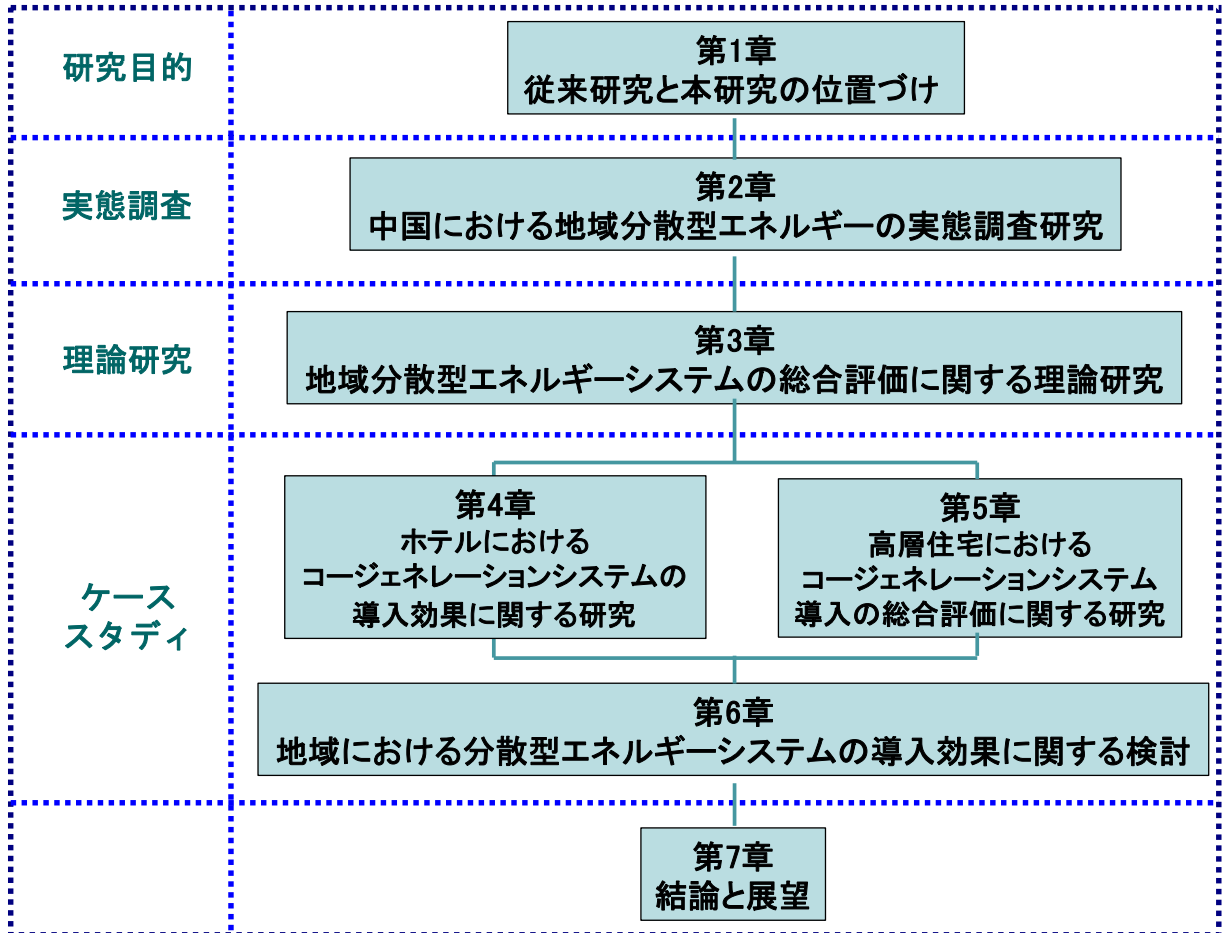 研究目的
第1章
従来研究と本研究の位置づけ
実態調査
第2章
中国における地域分散型エネルギーの実態調査研究
理論研究
第3章
地域分散型エネルギーシステムの総合評価に関する理論研究
ケース
スタディ
第4章
ホテルにおける
コージェネレーションシステムの
導入効果に関する研究
第5章
高層住宅における
コージェネレーションシステム
導入の総合評価に関する研究
第6章
地域における分散型エネルギーシステムの導入効果に関する検討
第7章
結論と展望